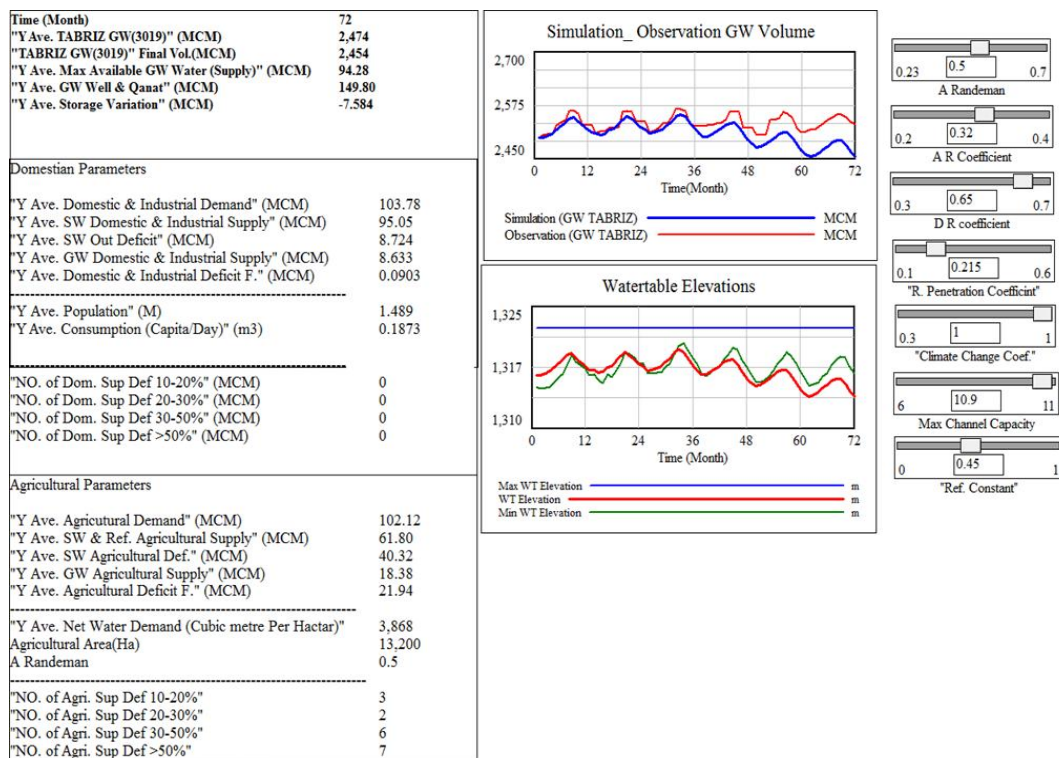 Time (Month) 72
"Y Ave. TABRIZ GW(3019)" (MCM) 2,474
"TABRIZ GW(3019)" Final Vol.(MCM) 2,454
"Y Ave. Max Available GW Water (Supply)" (MCM) 94.28
"Y Ave. GW Well & Qanat" (MCM) 149.80
"Y Ave. Storage Variation" (MCM) -7.584
Domestian Parameters
"Y Ave. Domestic & Industrial Demand" (MCM) 103.78
"Y Ave. SW Domestic & Industrial Supply" (MCM) 95.05
"Y Ave. SW Out Deficit" (MCM) 8.724
"Y Ave. GW Domestic & Industrial Supply" (MCM) 8.633
"Y Ave. Domestic & Industrial Deficit F." (MCM) 0.0903
"Y Ave. Population" (M) 1.489
"Y Ave. Consumption (Capita/Day)" (m3) 0.1873
"NO. of Dom. Sup Def 10-20%" (MCM) 0
"NO. of Dom. Sup Def 20-30%" (MCM) 0
"NO. of Dom. Sup Def 30-50%" (MCM) 0
"NO. of Dom. Sup Def >50%" (MCM) 0
Agricultural Parameters
"Y Ave. Agricutural Demand" (MCM) 102.12
"Y Ave. SW & Ref. Agricultural Supply" (MCM) 61.80
"Y Ave. SW Agricultural Def." (MCM) 40.32
"Y Ave. GW Agricultural Supply" (MCM) 18.38
"Y Ave. Agricultural Deficit F." (MCM) 21.94
"Y Ave. Net Water Demand (Cubic metre Per Hactar)" 3,868
Agricultural Area(Ha) 13,200
A Randeman 0.5
"NO. of Agri. Sup Def 10-20%" 3
"NO. of Agri. Sup Def 20-30%" 2
"NO. of Agri. Sup Def 30-50%" 6
"NO. of Agri. Sup Def >50%" 7
Simulation_ Observation GW Volume
2,700
2,575
2,450
0 12 24 36 48 60 72
Time(Month)
Simulation (GW TABRIZ) MCM
Observation (GW TABRIZ) MCM
Watertable Elevations
1,325
1,317
1,310
0 12 24 36 48 60 72
Time (Month)
Max WT Elevation m
WT Elevation m
Min WT Elevation m
0.23 0.5 0.7
A Randeman
0.2 0.32 0.4
A R Coefficient
0.3 0.65 0.7
D R coefficient
0.1 0.215 0.6
"R. Penetration Coefficint"
0.3 1 1
"Climate Change Coef."
6 10.9 11
Max Channel Capacity
0 0.45 1
"Ref. Constant"